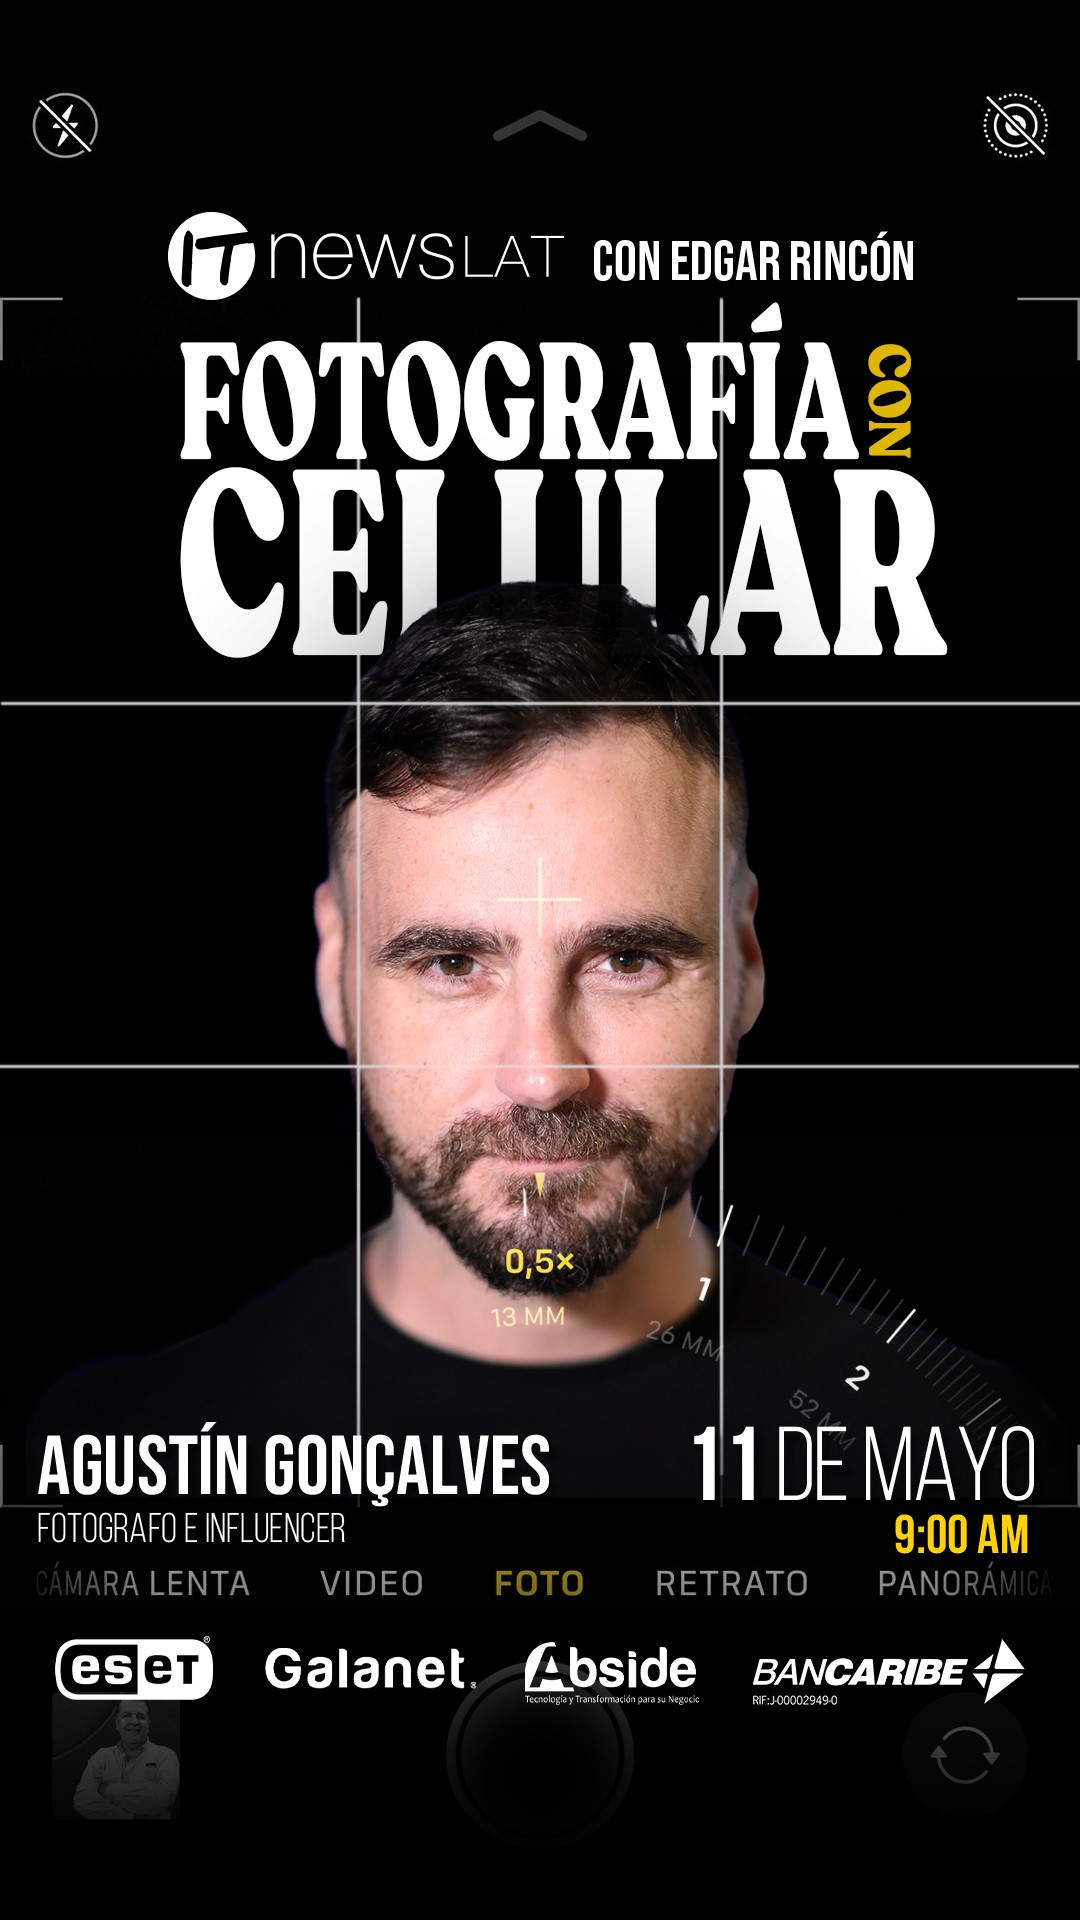 IT newsLAT CON EDGAR RINCÓN
FOTOGRAFÍA CON
CELULAR
0,5×
13 MM
1
26 MM
2
52 MM
AGUSTÍN GONÇALVES
FOTOGRAFO E INFLUENCER
11 DE MAYO
9:00 AM
CÁMARA LENTA VIDEO FOTO RETRATO PANORÁMICA
eseT® Galanet® Abside BANCARIBE
Tecnología y Transformación para su Negocio
RIF:J-00002949-0